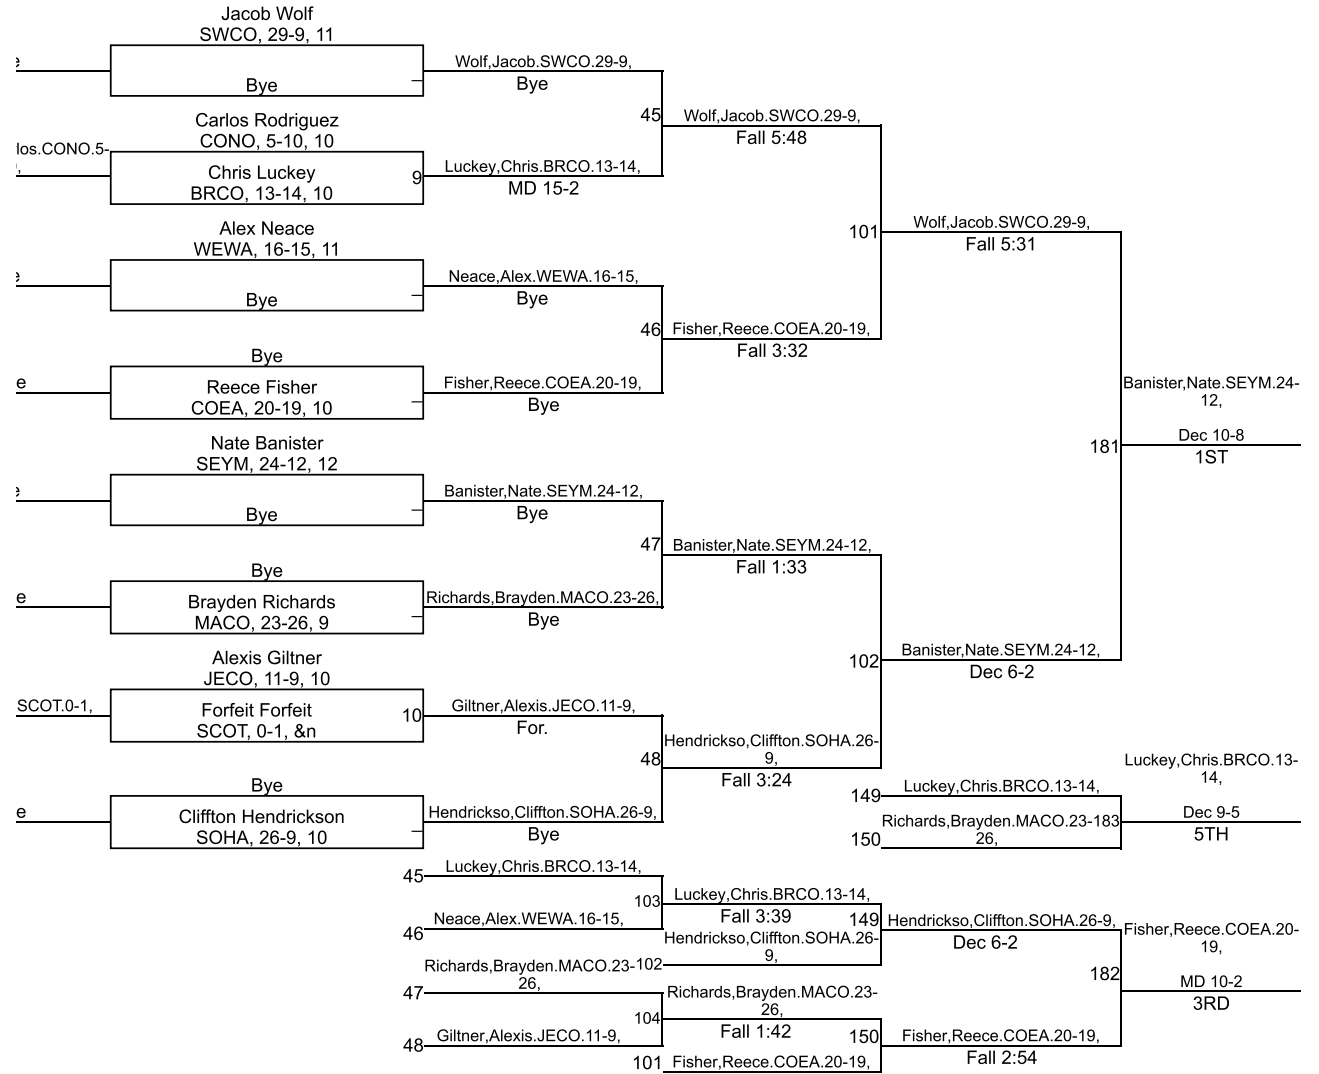 Jacob Wolf
SWCO, 29-9, 11
e
Bye
Wolf,Jacob.SWCO.29-9,
Bye
45
Wolf,Jacob.SWCO.29-9,
Fall 5:48
Carlos Rodriguez
CONO, 5-10, 10
los.CONO.5-
),
Chris Luckey
BRCO, 13-14, 10
9
Luckey,Chris.BRCO.13-14,
MD 15-2
Alex Neace
WEWA, 16-15, 11
101
Wolf,Jacob.SWCO.29-9,
Fall 5:31
e
Bye
Neace,Alex.WEWA.16-15,
Bye
46
Fisher,Reece.COEA.20-19,
Fall 3:32
Bye
e
Reece Fisher
COEA, 20-19, 10
Fisher,Reece.COEA.20-19,
Bye
Banister,Nate.SEYM.24-
12,
181
Dec 10-8
1ST
Nate Banister
SEYM, 24-12, 12
e
Bye
Banister,Nate.SEYM.24-12,
Bye
47
Banister,Nate.SEYM.24-12,
Fall 1:33
Bye
e
Brayden Richards
MACO, 23-26, 9
Richards,Brayden.MACO.23-26,
Bye
102
Banister,Nate.SEYM.24-12,
Dec 6-2
Alexis Giltner
JECO, 11-9, 10
SCOT.0-1,
Forfeit Forfeit
SCOT, 0-1, &n
10
Giltner,Alexis.JECO.11-9,
For.
48
Hendrickso,Cliffton.SOHA.26-
9,
Fall 3:24
Bye
e
Cliffton Hendrickson
SOHA, 26-9, 10
Hendrickso,Cliffton.SOHA.26-9,
Bye
149
Luckey,Chris.BRCO.13-14,
150
Richards,Brayden.MACO.23-183
26,
Luckey,Chris.BRCO.13-
14,
Dec 9-5
5TH
45
Luckey,Chris.BRCO.13-14,
46
Neace,Alex.WEWA.16-15,
103
Luckey,Chris.BRCO.13-14,
Fall 3:39
102
Hendrickso,Cliffton.SOHA.26-
9,
149
Hendrickso,Cliffton.SOHA.26-9,
Dec 6-2
Richards,Brayden.MACO.23-
26,
47
48
Giltner,Alexis.JECO.11-9,
104
Richards,Brayden.MACO.23-
26,
Fall 1:42
101
Fisher,Reece.COEA.20-19,
150
Fisher,Reece.COEA.20-19,
Fall 2:54
182
Fisher,Reece.COEA.20-
19,
MD 10-2
3RD